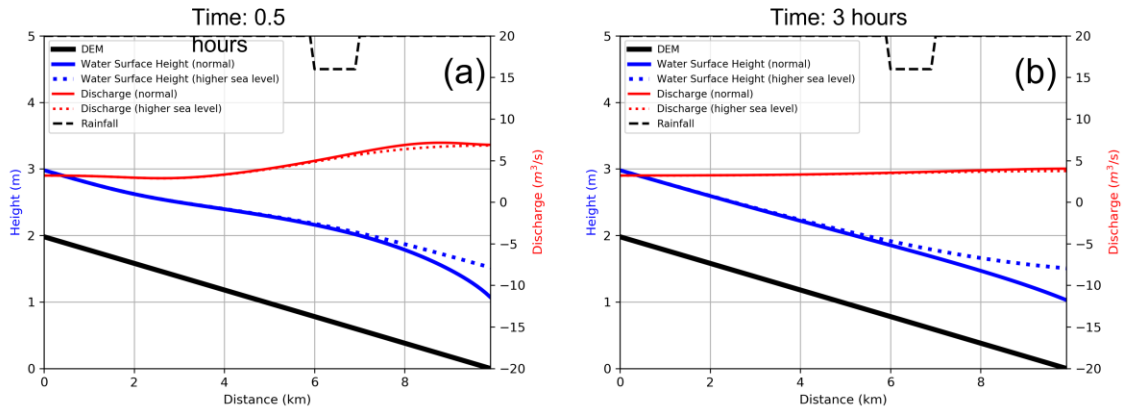 Time: 0.5
hours
(a)
DEM
Water Surface Height (normal)
Water Surface Height (higher sea level)
Discharge (normal)
Discharge (higher sea level)
Rainfall
5
4
3
2
1
0
Height (m)
20
15
10
5
0
−5
−10
−15
−20
Discharge (m³/s)
0
2
4
6
8
Distance (km)
Time: 3 hours
(b)
DEM
Water Surface Height (normal)
Water Surface Height (higher sea level)
Discharge (normal)
Discharge (higher sea level)
Rainfall
5
4
3
2
1
0
Height (m)
20
15
10
5
0
−5
−10
−15
−20
Discharge (m³/s)
0
2
4
6
8
Distance (km)